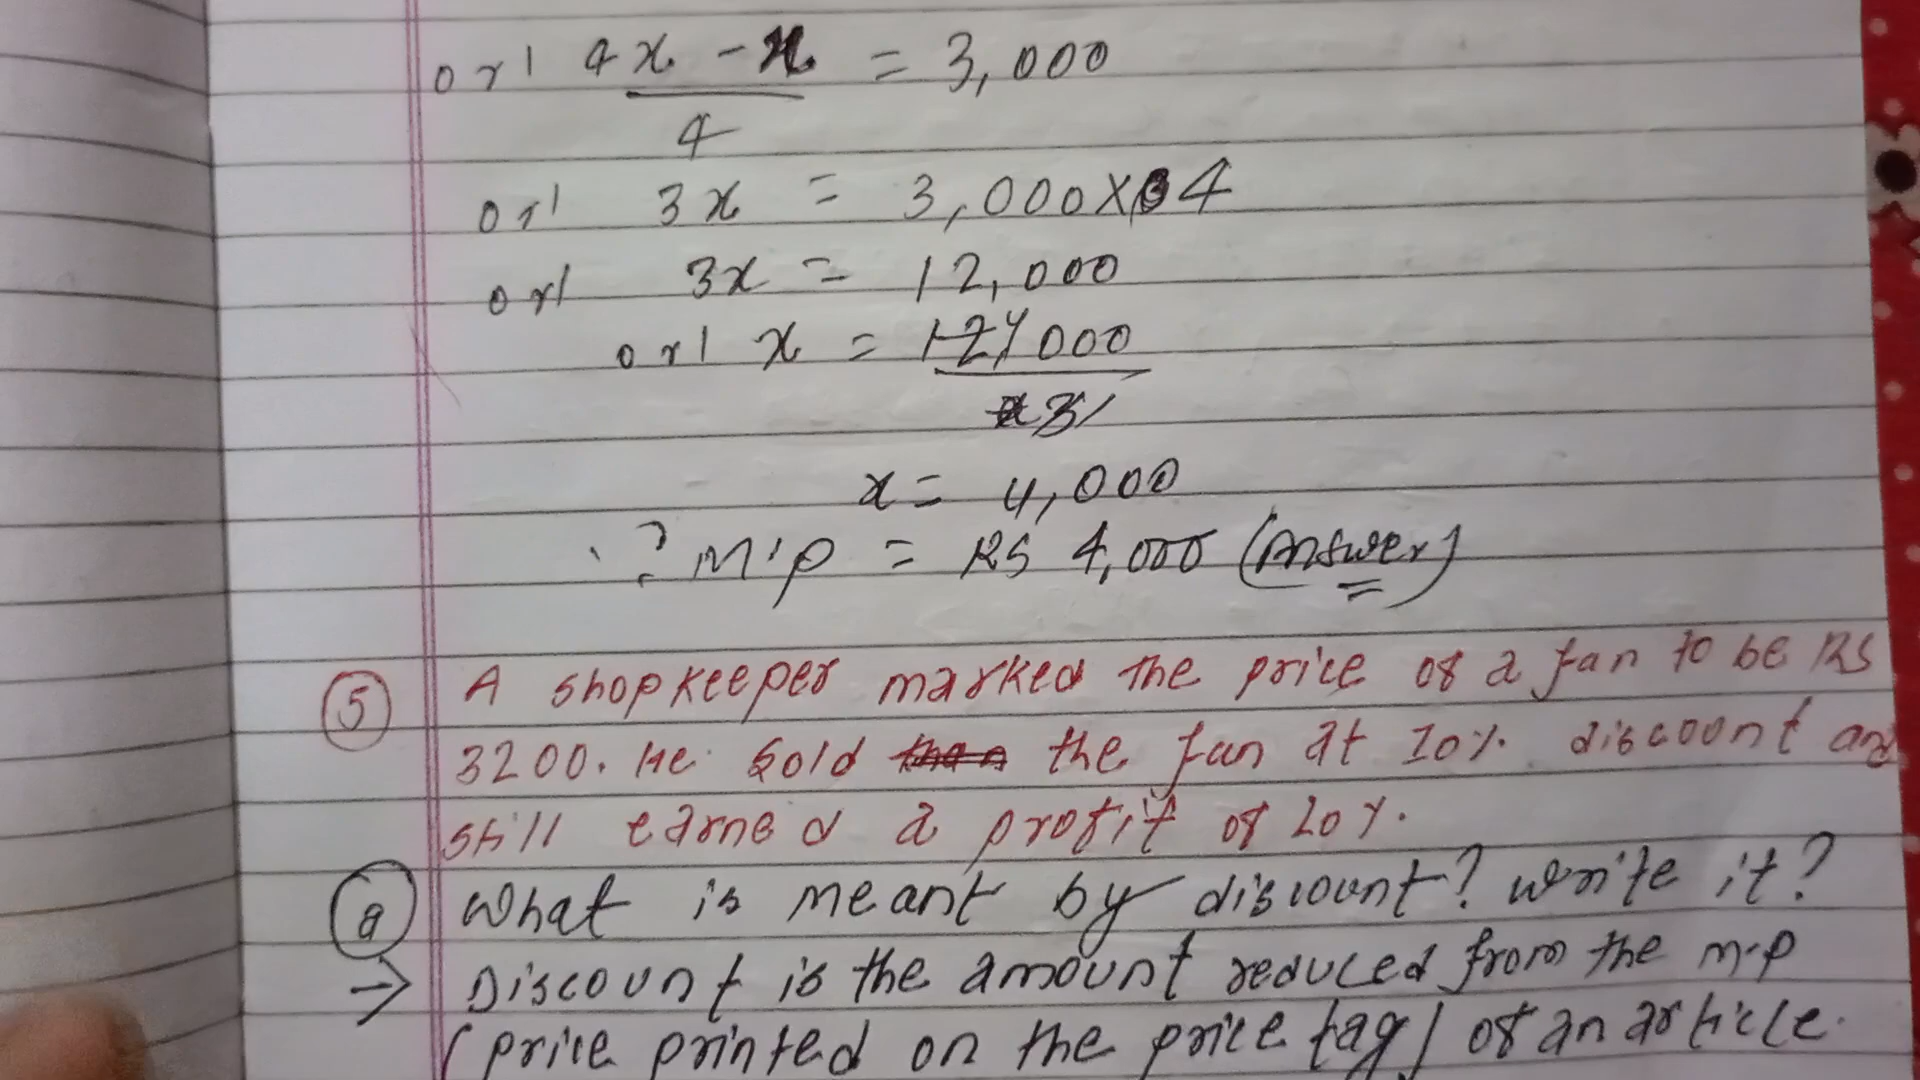 or, 4x - x = 3,000
4
or, 3x = 3,000×4
or, 3x = 12,000
or, x = 12,000
3
x = 4,000
∴ M.P = RS 4,000 (Answer)
5 A shopkeeper marked the price of a fan to be RS
3200. He sold the fan at 10% discount and
still earned a profit of 20%.
a What is meant by discount? Write it?
→ Discount is the amount reduced from the M.P
(price printed on the price tag) of an article.